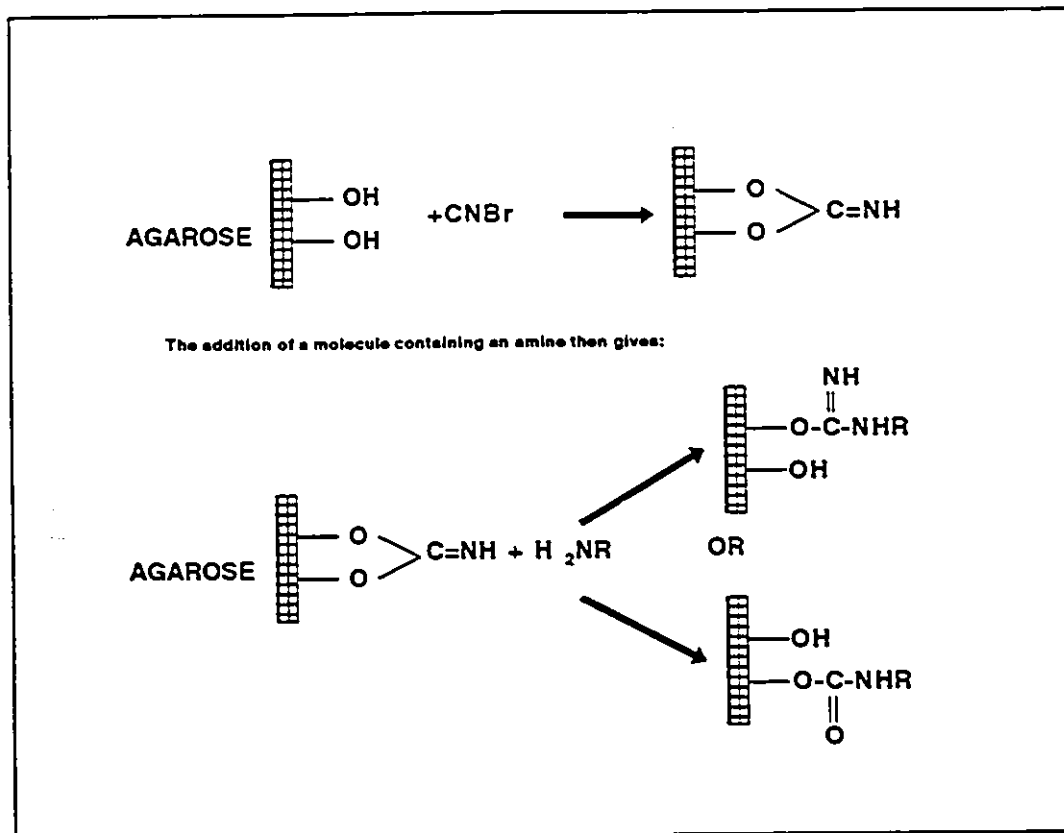 OH
+CNBr
AGAROSE
OH
O
O
C=NH
The addition of a molecule containing an amine then gives:
NH
O-C-NHR
OH
AGAROSE
O
O
C=NH + H2NR
OR
OH
O-C-NHR
O